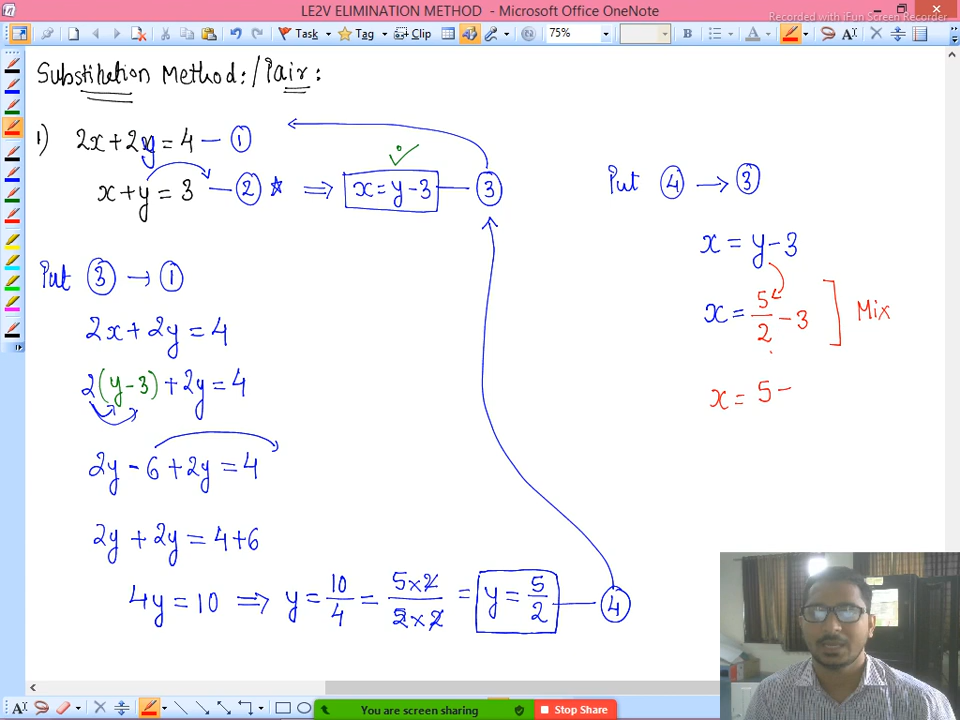 LE2V ELIMINATION METHOD - Microsoft Office OneNote
Recorded with iFun Screen Recorder
Task Tag Clip 75% B A
Substitution Method: / Pair:
1) 2x + 2y = 4 — ①
x + y = 3 — ② ⇒ x = y - 3 — ③
Put ③ → ①
2x + 2y = 4
2(y - 3) + 2y = 4
2y - 6 + 2y = 4
2y + 2y = 4 + 6
4y = 10 ⇒ y = 10/4 = 5×2/2×2 = y = 5/2 — ④
Put ④ → ③
x = y - 3
x = 5/2 - 3 ] Mix
x = 5 -
You are screen sharing
Stop Share